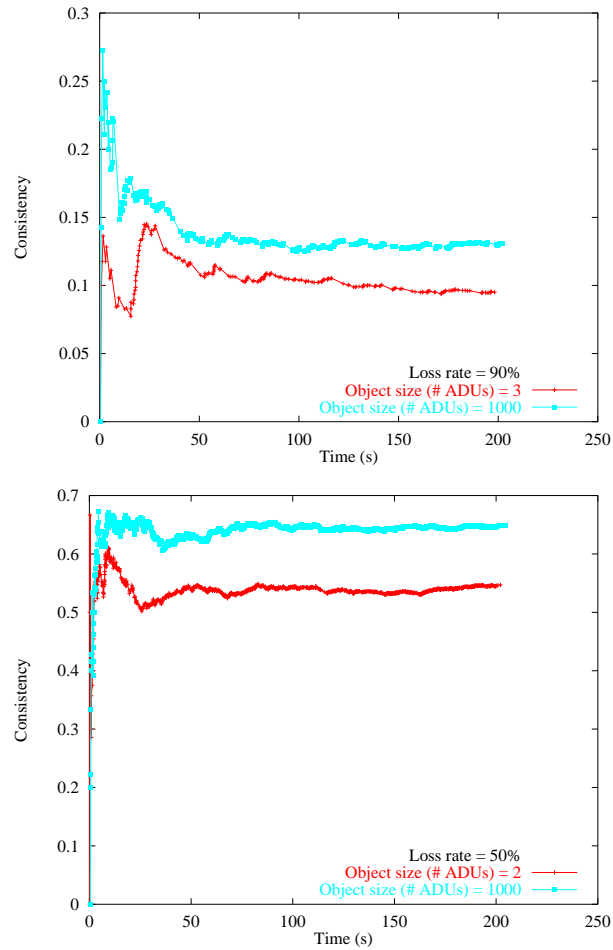 0.3
0.25
0.2
0.15
0.1
0.05
0
Consistency
Loss rate = 90%
Object size (# ADUs) = 3
Object size (# ADUs) = 1000
0 50 100 150 200 250
Time (s)
0.7
0.6
0.5
0.4
0.3
0.2
0.1
0
Consistency
Loss rate = 50%
Object size (# ADUs) = 2
Object size (# ADUs) = 1000
0 50 100 150 200 250
Time (s)